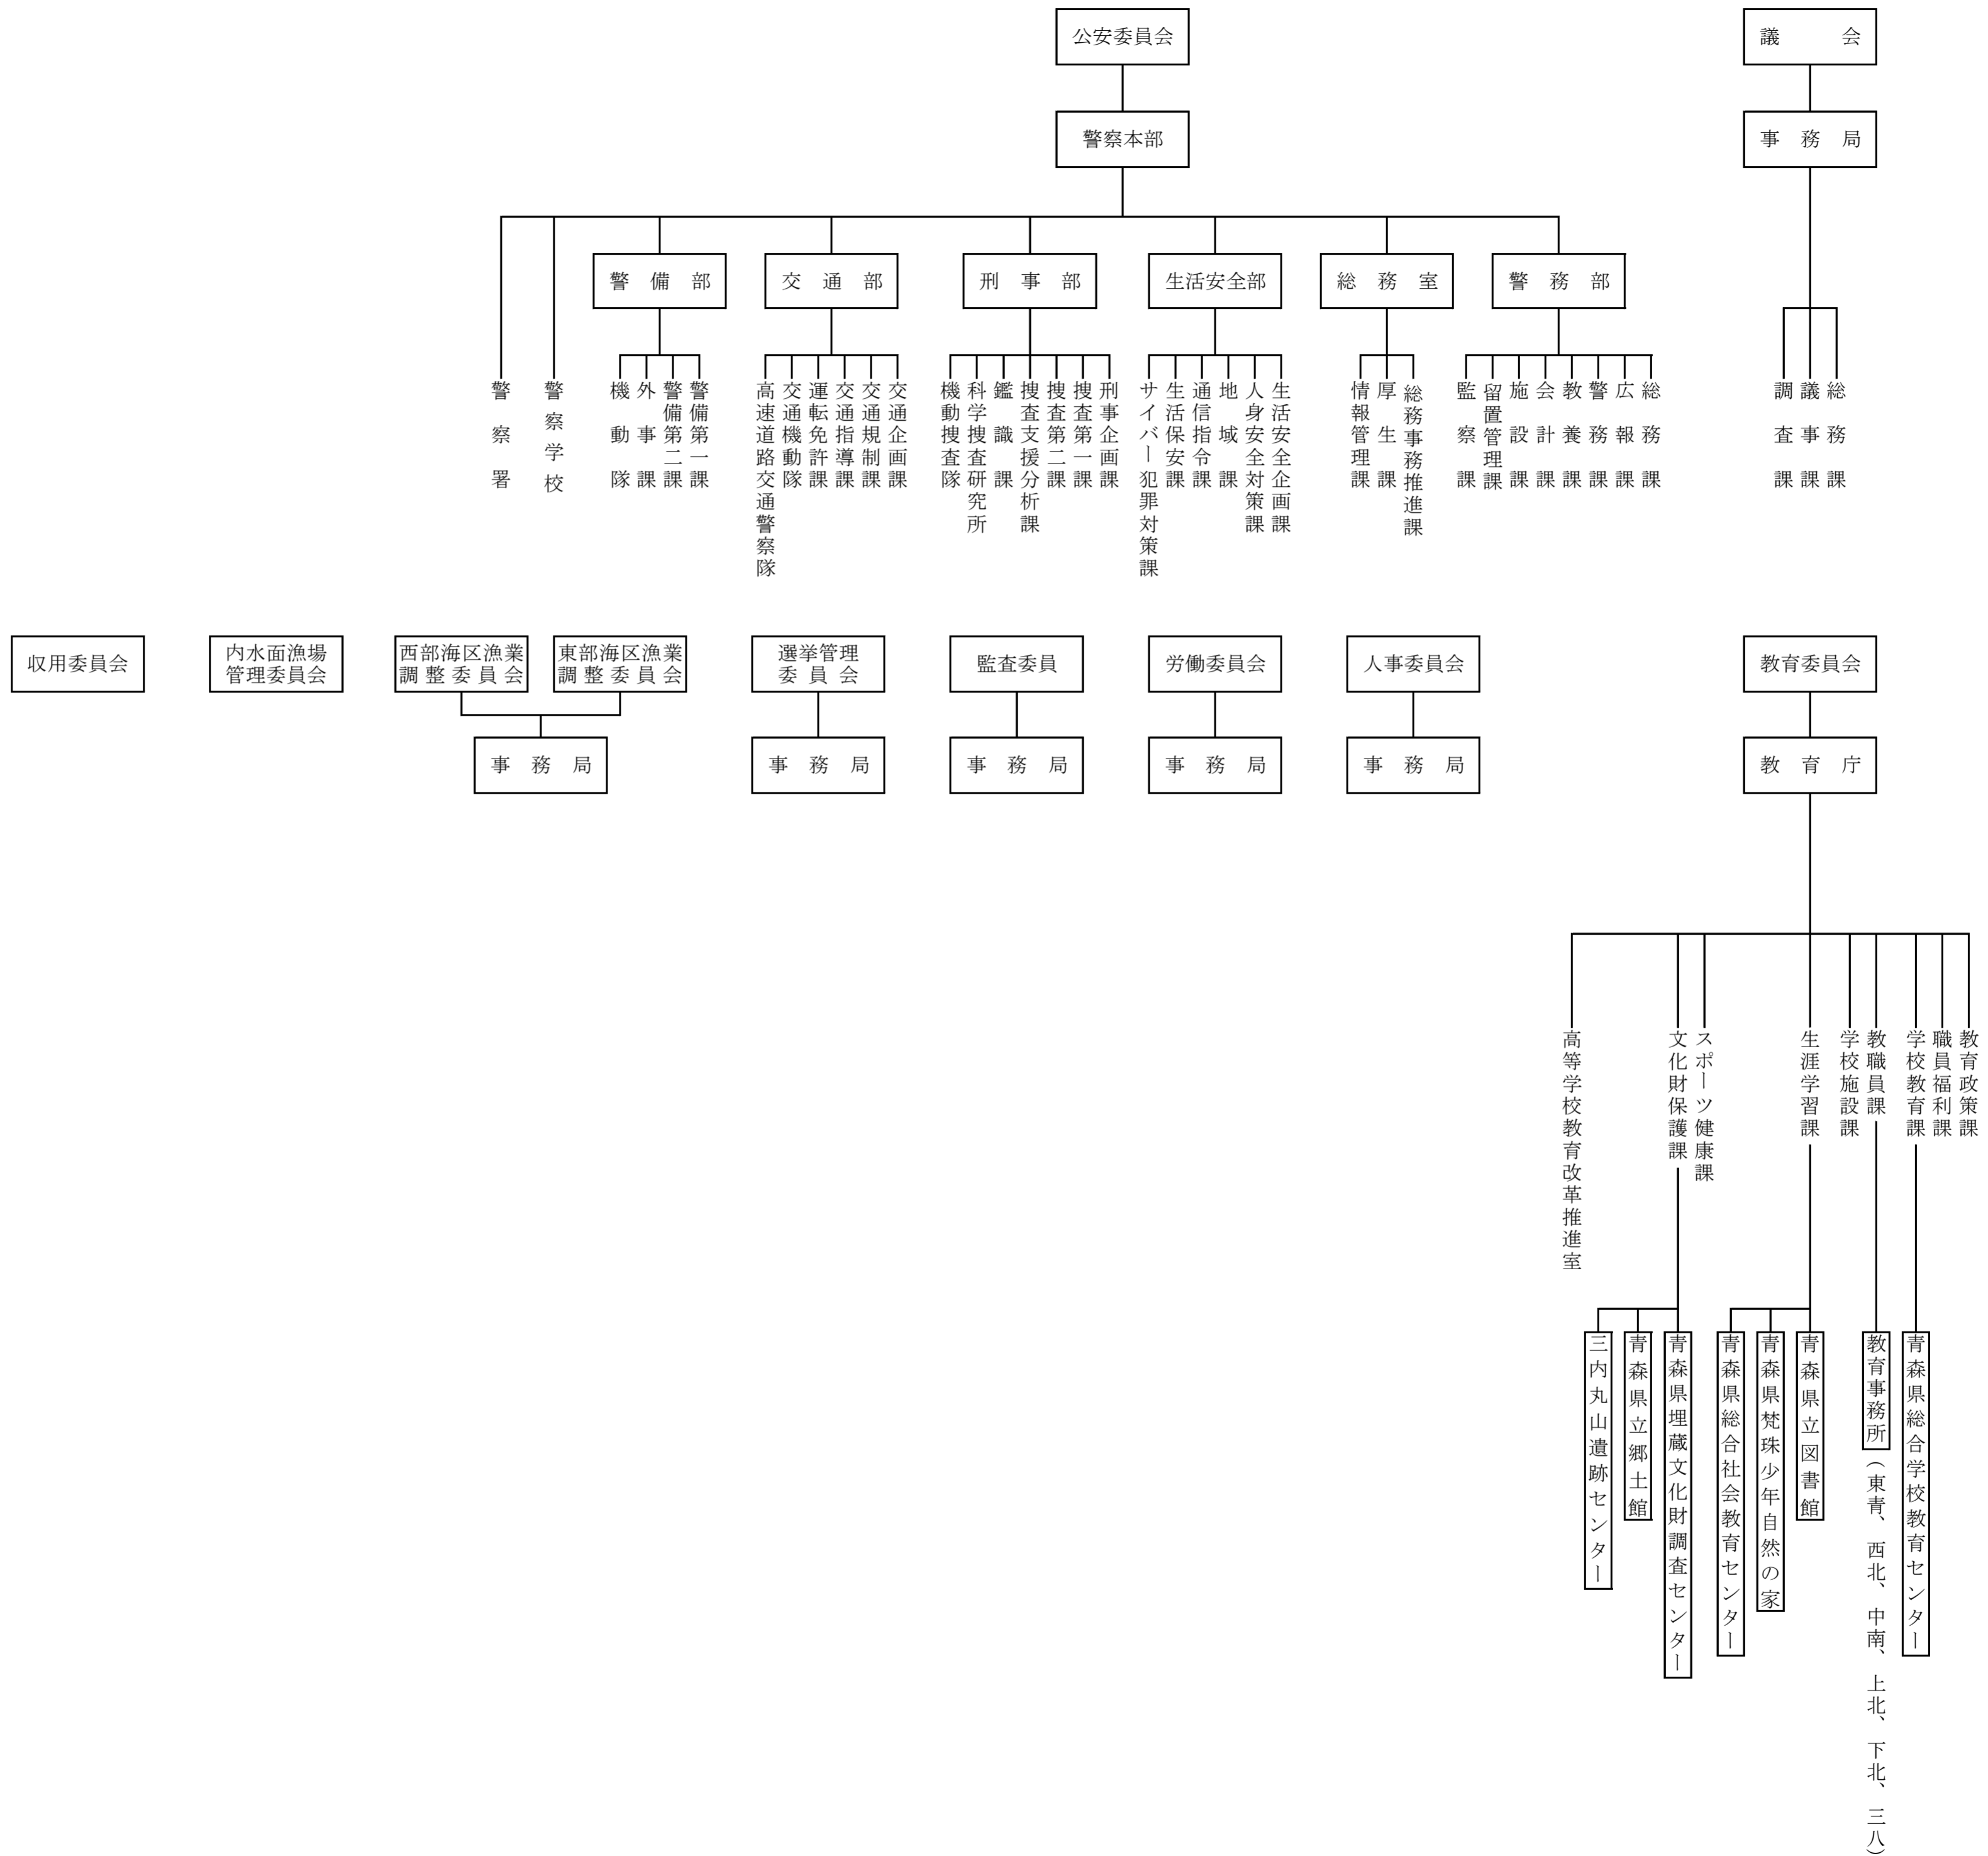 議会
事務局
総務課
議事課
調査課
公安委員会
警察本部
警務部
総務課
広報課
警務課
教養課
会計課
施設課
留置管理課
監察課
総務室
総務事務推進課
厚生課
情報管理課
生活安全部
生活安全企画課
人身安全対策課
地域課
通信指令課
生活保安課
サイバー犯罪対策課
刑事部
刑事企画課
捜査第一課
捜査第二課
捜査支援分析課
鑑識課
科学捜査研究所
機動捜査隊
交通部
交通企画課
交通規制課
交通指導課
運転免許課
交通機動隊
高速道路交通警察隊
警備部
警備第一課
警備第二課
外事課
機動隊
警察学校
警察署
教育委員会
教育庁
教育政策課
職員福利課
学校教育課
青森県総合学校教育センター
教職員課
教育事務所(東青、西北、中南、上北、下北、三八)
学校施設課
生涯学習課
青森県立図書館
青森県梵珠少年自然の家
青森県総合社会教育センター
スポーツ健康課
文化財保護課
青森県埋蔵文化財調査センター
青森県立郷土館
三内丸山遺跡センター
高等学校教育改革推進室
人事委員会
事務局
労働委員会
事務局
監査委員
事務局
選挙管理
委員会
事務局
東部海区漁業
調整委員会
西部海区漁業
調整委員会
事務局
内水面漁場
管理委員会
収用委員会